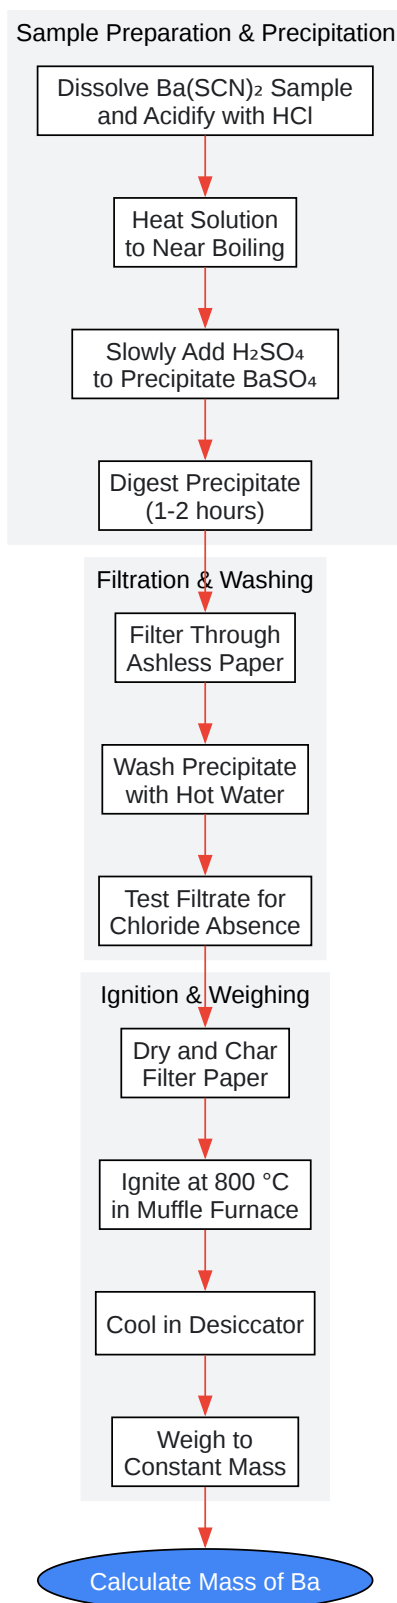 Sample Preparation & Precipitation
Dissolve Ba(SCN)₂ Sample
and Acidify with HCl
Heat Solution
to Near Boiling
Slowly Add H₂SO₄
to Precipitate BaSO₄
Digest Precipitate
(1-2 hours)
Filtration & Washing
Filter Through
Ashless Paper
Wash Precipitate
with Hot Water
Test Filtrate for
Chloride Absence
Ignition & Weighing
Dry and Char
Filter Paper
Ignite at 800 °C
in Muffle Furnace
Cool in Desiccator
Weigh to
Constant Mass
Calculate Mass of Ba